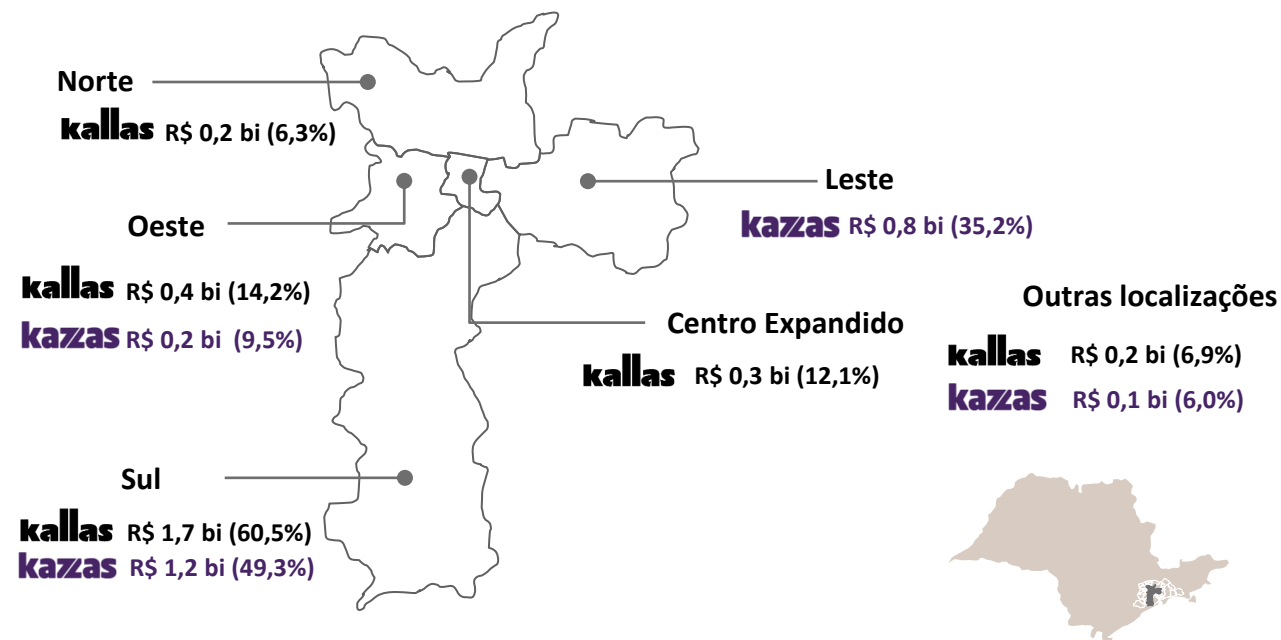 Norte
kallas R$ 0,2 bi (6,3%)
Oeste
kallas R$ 0,4 bi (14,2%)
kazzas R$ 0,2 bi (9,5%)
Sul
kallas R$ 1,7 bi (60,5%)
kazzas R$ 1,2 bi (49,3%)
Leste
kazzas R$ 0,8 bi (35,2%)
Centro Expandido
kallas R$ 0,3 bi (12,1%)
Outras localizações
kallas R$ 0,2 bi (6,9%)
kazzas R$ 0,1 bi (6,0%)